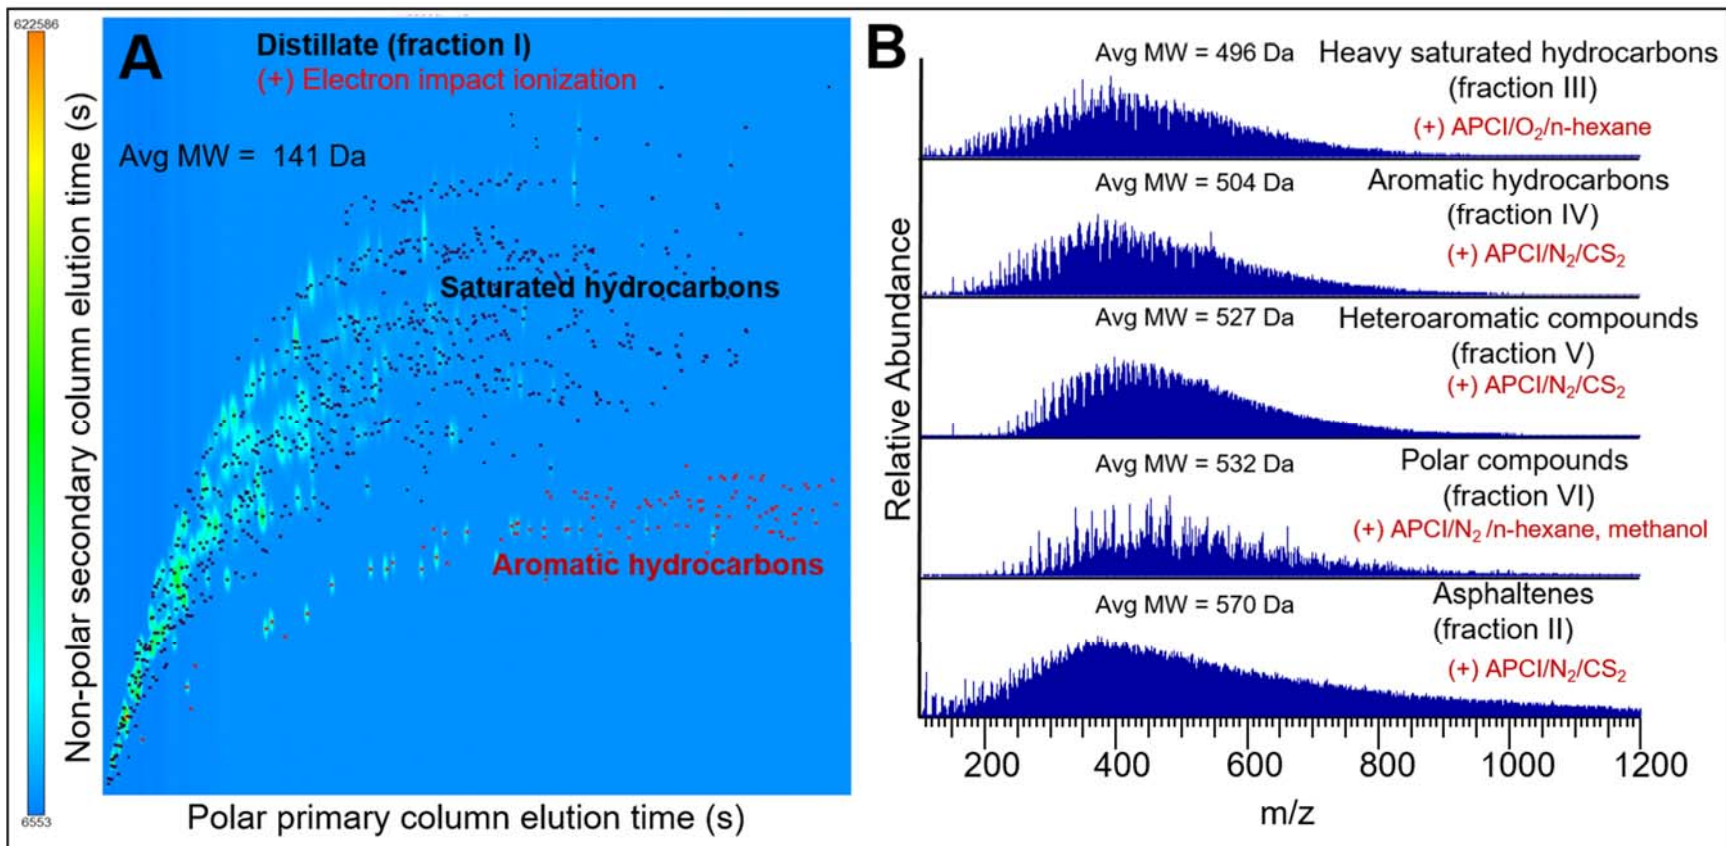 622586
6553
Non-polar secondary column elution time (s)
A
Distillate (fraction I)
(+) Electron impact ionization
Avg MW = 141 Da
Saturated hydrocarbons
Aromatic hydrocarbons
Polar primary column elution time (s)
B
Relative Abundance
Avg MW = 496 Da
Heavy saturated hydrocarbons
(fraction III)
(+) APCI/O₂/n-hexane
Avg MW = 504 Da
Aromatic hydrocarbons
(fraction IV)
(+) APCI/N₂/CS₂
Avg MW = 527 Da
Heteroaromatic compounds
(fraction V)
(+) APCI/N₂/CS₂
Avg MW = 532 Da
Polar compounds
(fraction VI)
(+) APCI/N₂ /n-hexane, methanol
Avg MW = 570 Da
Asphaltenes
(fraction II)
(+) APCI/N₂/CS₂
200 400 600 800 1000 1200
m/z